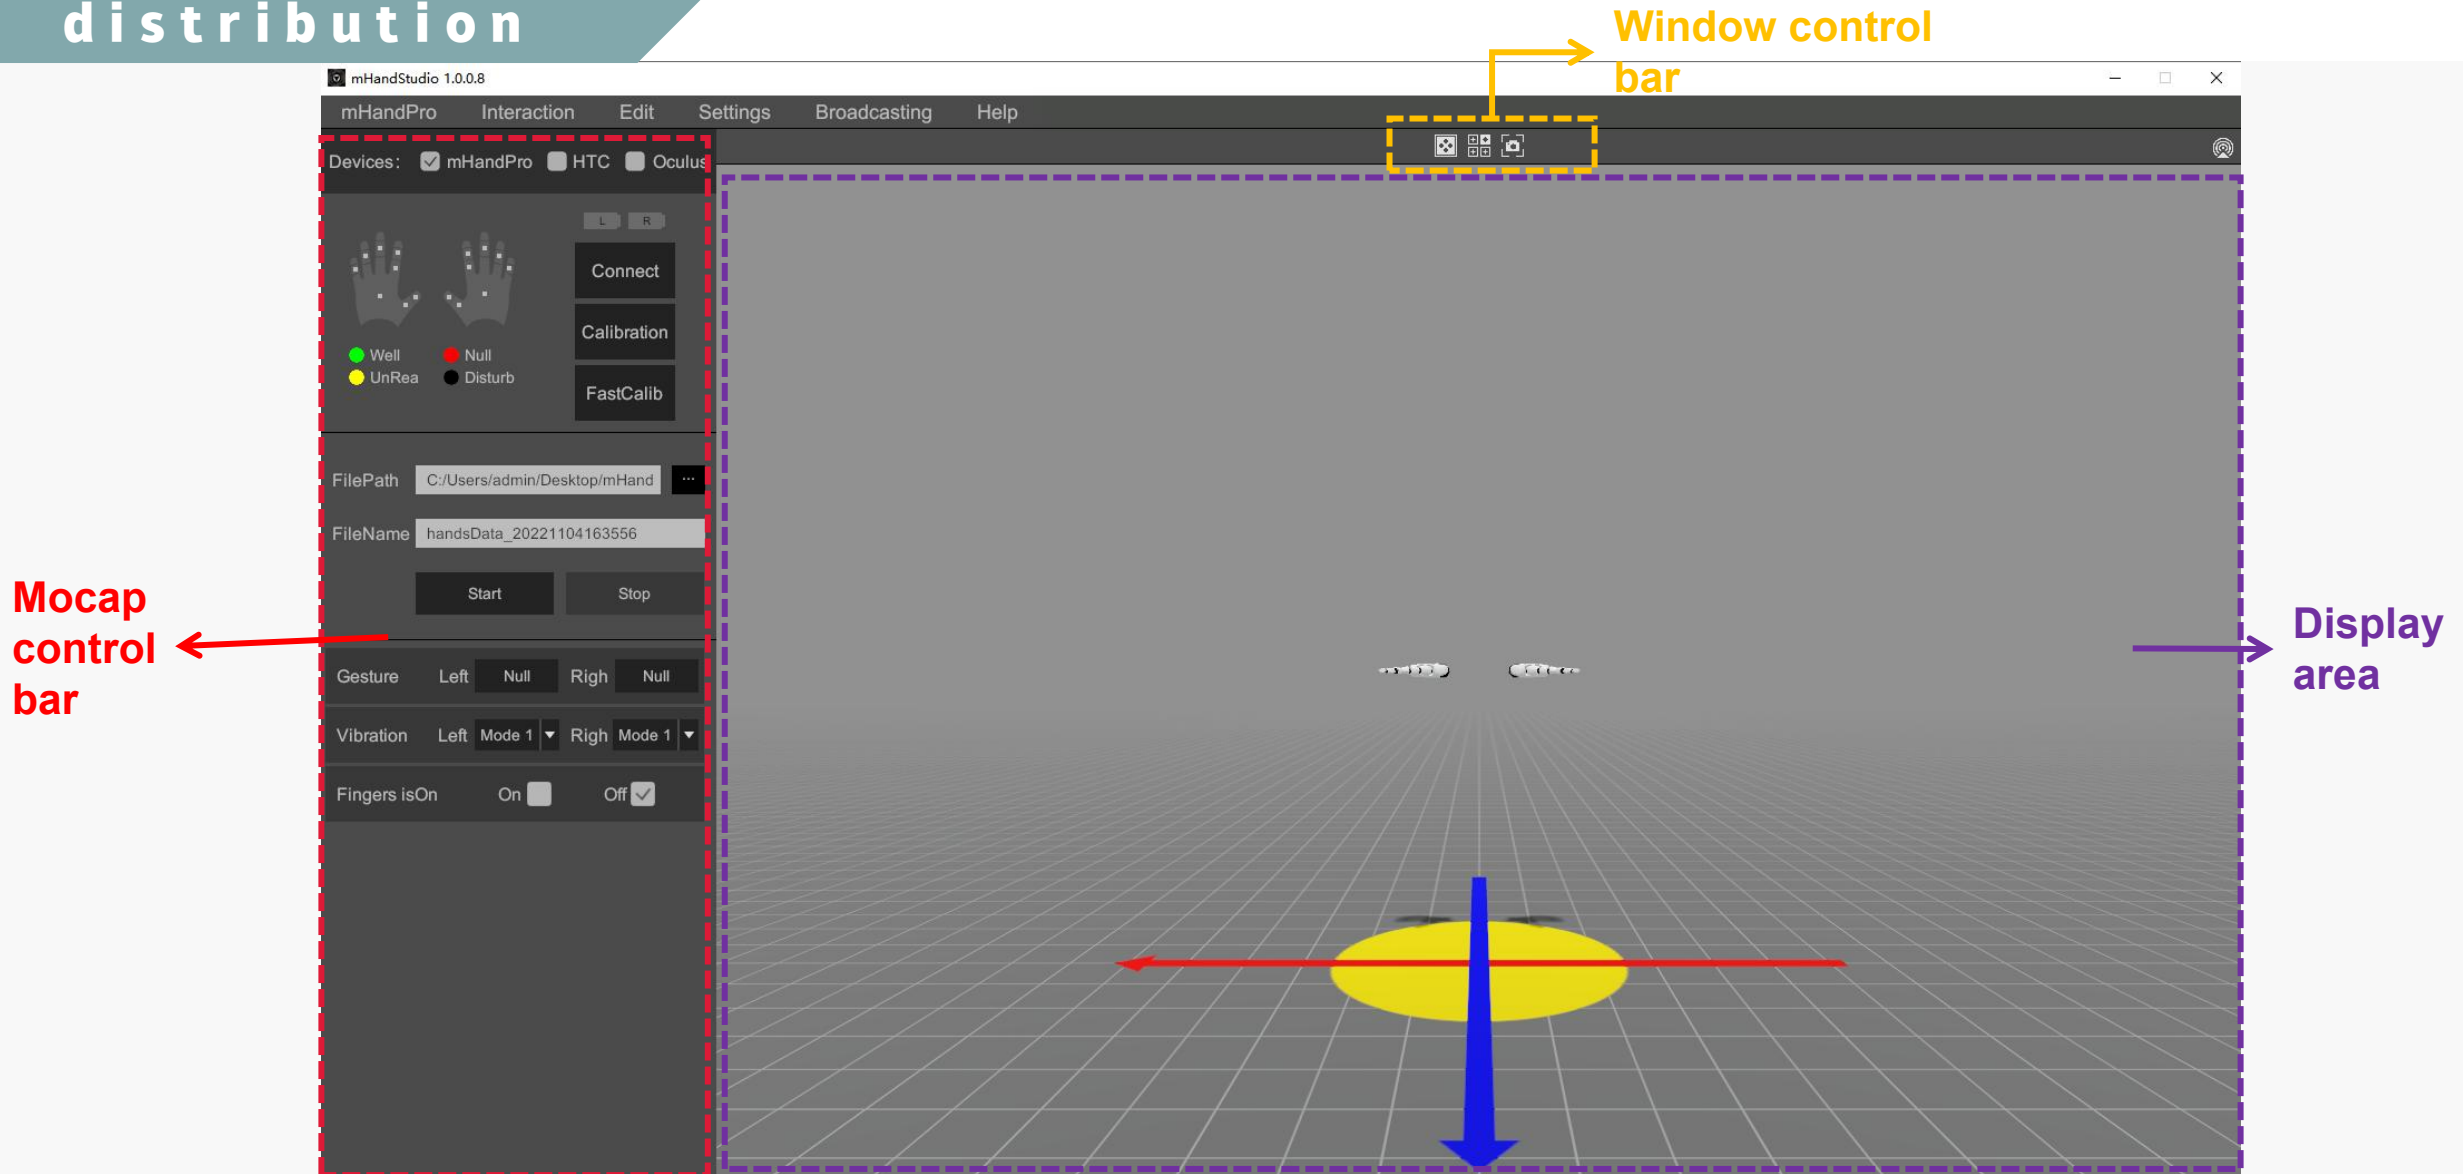 distribution
Window control
bar
mHandStudio 1.0.0.8
mHandPro Interaction Edit Settings Broadcasting Help
Devices: mHandPro HTC Oculus
L R
Connect
Calibration
FastCalib
Well Null
UnRea Disturb
FilePath C:/Users/admin/Desktop/mHand ...
FileName handsData_20221104163556
Start Stop
Gesture Left Null Righ Null
Vibration Left Mode 1 Righ Mode 1
Fingers isOn On Off
Mocap
control
bar
Display
area